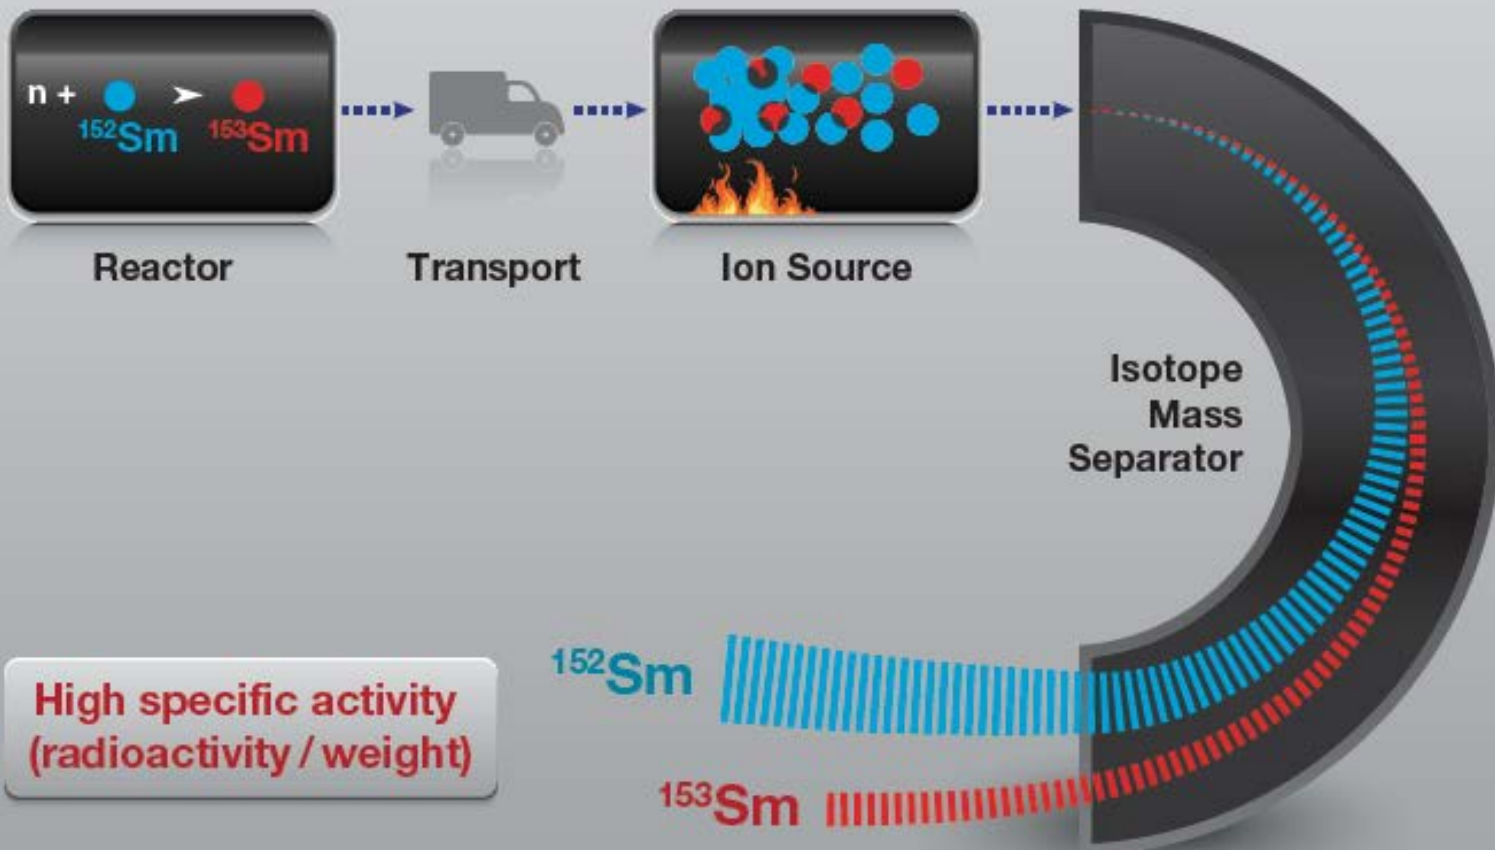 n + ➤
¹⁵²Sm ¹⁵³Sm
Reactor
Transport
Ion Source
Isotope
Mass
Separator
¹⁵²Sm
¹⁵³Sm
High specific activity
(radioactivity / weight)